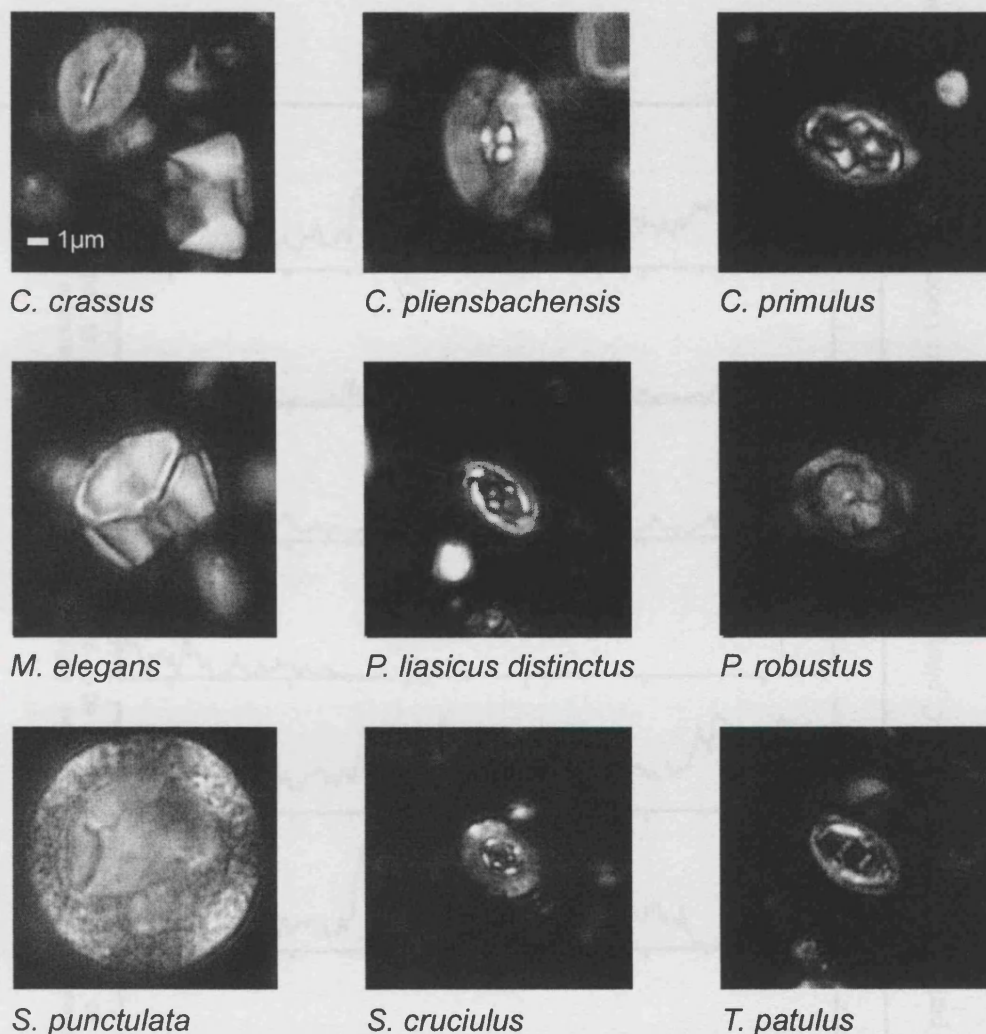 1µm
C. crassus
C. pliensbachensis
C. primulus
M. elegans
P. liasicus distinctus
P. robustus
S. punctulata
S. cruciulus
T. patulus